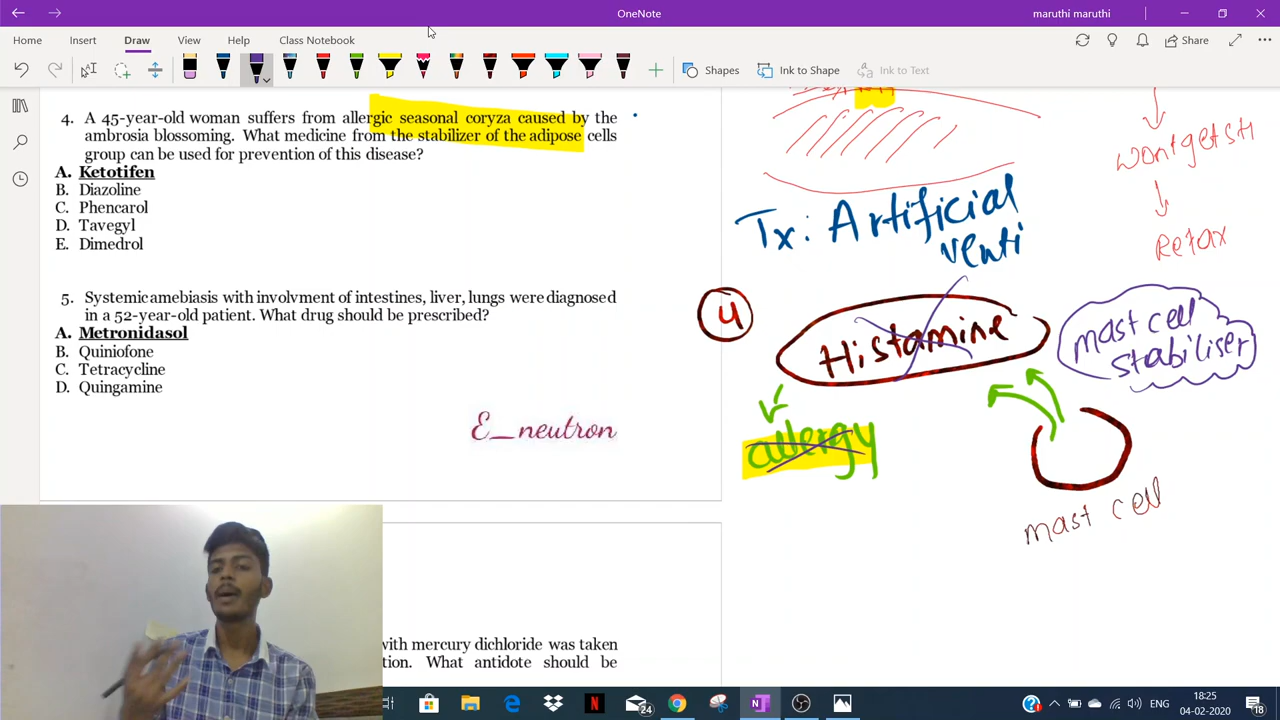 OneNote
maruthi maruthi
Home Insert Draw View Help Class Notebook
Share
Shapes
Ink to Shape
Ink to Text
4. A 45-year-old woman suffers from allergic seasonal coryza caused by the
ambrosia blossoming. What medicine from the stabilizer of the adipose cells
group can be used for prevention of this disease?
A. Ketotifen
B. Diazoline
C. Phencarol
D. Tavegyl
E. Dimedrol
5. Systemic amebiasis with involvment of intestines, liver, lungs were diagnosed
in a 52-year-old patient. What drug should be prescribed?
A. Metronidasol
B. Quiniofone
C. Tetracycline
D. Quingamine
E_neutron
with mercury dichloride was taken
What antidote should be
wont get sti
Relax
Tx: Artificial
venti
4
Histamine
mast cell
stabiliser
allergy
mast cell
24
ENG
18:25
04-02-2020
18